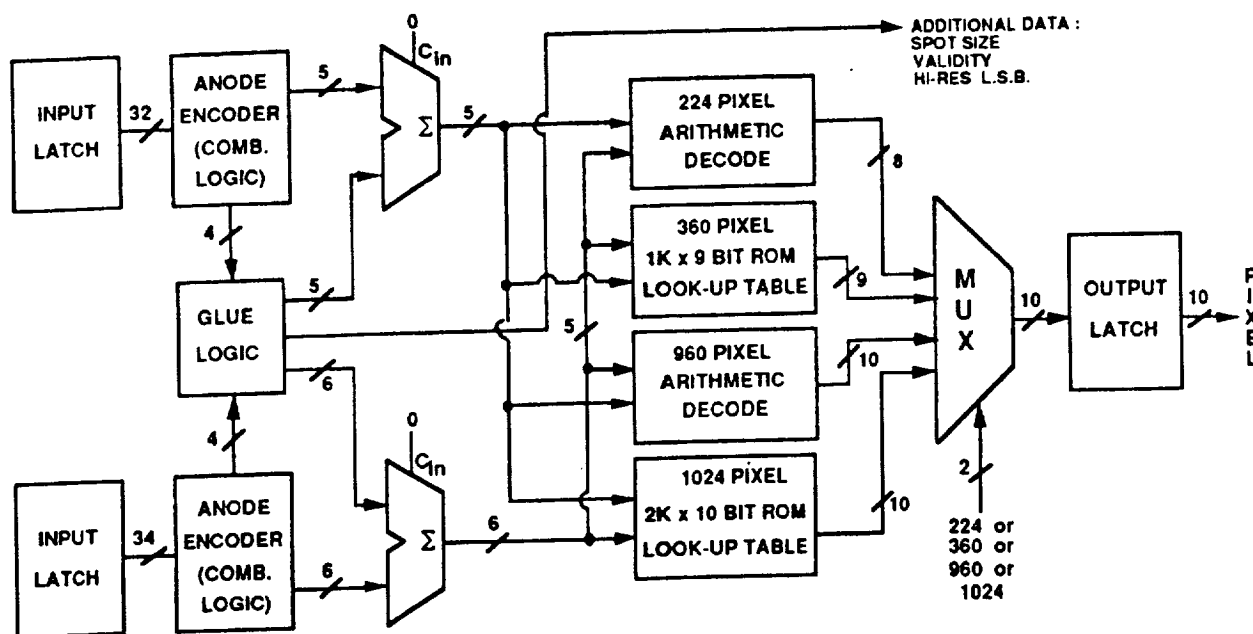 0
Cin
ADDITIONAL DATA :
SPOT SIZE
VALIDITY
HI-RES L.S.B.
INPUT
LATCH
32
ANODE
ENCODER
(COMB.
LOGIC)
5
Σ
5
224 PIXEL
ARITHMETIC
DECODE
8
4
5
GLUE
LOGIC
6
4
360 PIXEL
1K x 9 BIT ROM
LOOK-UP TABLE
9
5
960 PIXEL
ARITHMETIC
DECODE
10
MUX
10
OUTPUT
LATCH
10
PIXEL
0
Cin
INPUT
LATCH
34
ANODE
ENCODER
(COMB.
LOGIC)
6
Σ
6
1024 PIXEL
2K x 10 BIT ROM
LOOK-UP TABLE
10
2
224 or
360 or
960 or
1024